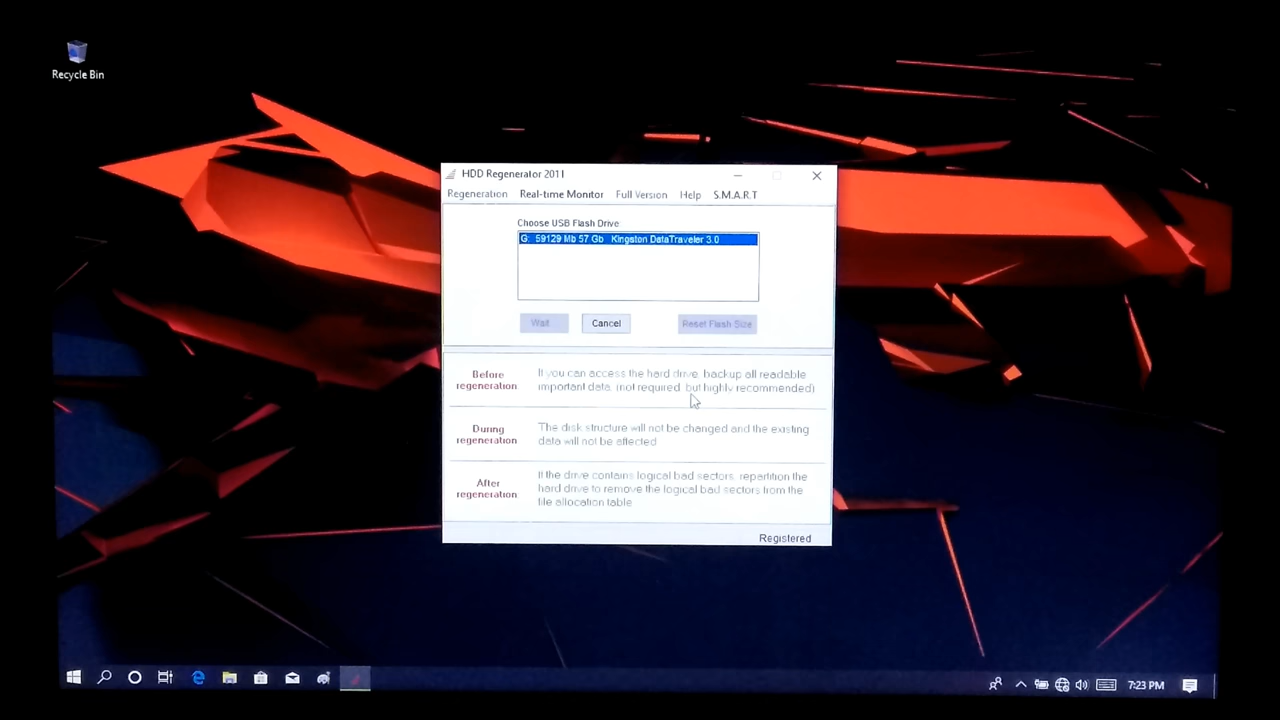 Recycle Bin
HDD Regenerator 2011
Regeneration Real-time Monitor Full Version Help S.M.A.R.T
Choose USB Flash Drive
G: 59129 Mb 57 Gb Kingston DataTraveler 3.0
Wait Cancel Reset Flash Size
Before
regeneration
If you can access the hard drive, backup all readable
important data. (not required, but highly recommended)
During
regeneration
The disk structure will not be changed and the existing
data will not be affected
After
regeneration
If the drive contains logical bad sectors, repartition the
hard drive to remove the logical bad sectors from the
file allocation table
Registered
7:23 PM